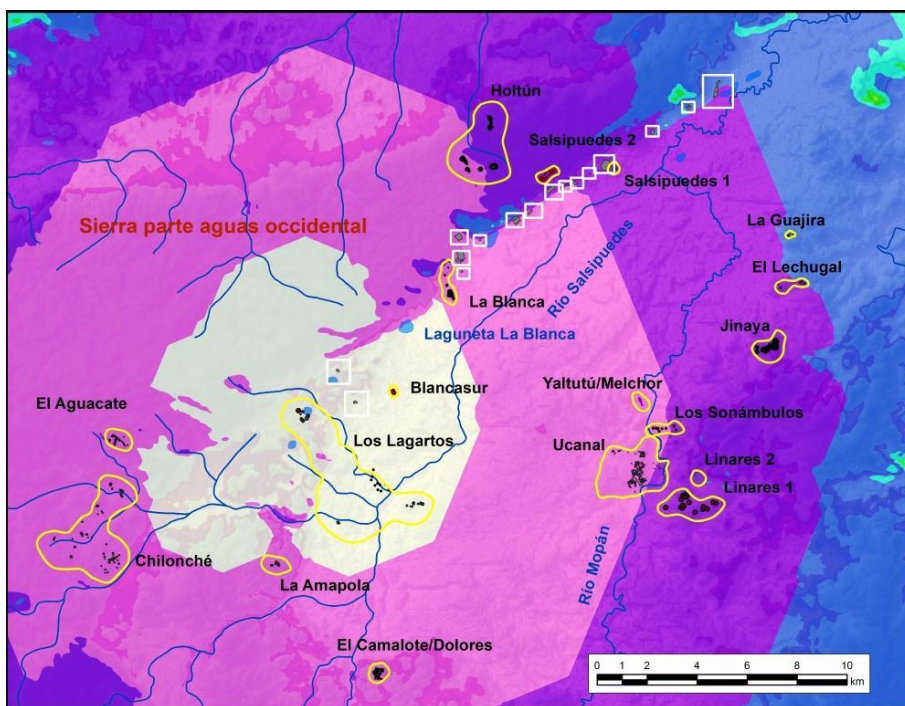 Holtún
Salsipuedes 2
Salsipuedes 1
Sierra parte aguas occidental
La Guajira
El Lechugal
Río Salsipuedes
La Blanca
Laguneta La Blanca
Jinaya
Blancasur
Yaltutú/Melchor
El Aguacate
Los Sonámbulos
Los Lagartos
Ucanal
Linares 2
Linares 1
Chilonché
La Amapola
Río Mopán
El Camalote/Dolores
0 1 2 4 6 8 10
km